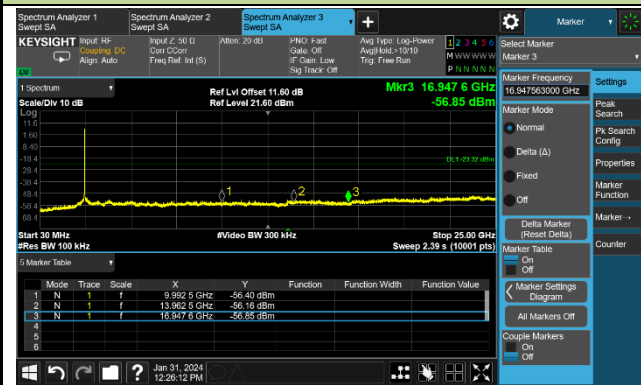 Spectrum Analyzer 1
Swept SA
Spectrum Analyzer 2
Swept SA
Spectrum Analyzer 3
Swept SA
Marker
KEYSIGHT
Input: RF
Coupling: DC
Align: Auto
Input Z: 50 Ω
Corr CCorr
Freq Ref: Int (S)
Atten: 20 dB
PNO: Fast
Gate: Off
IF Gain: Low
Sig Track: Off
Avg Type: Log-Power
Avg|Hold:>10/10
Trig: Free Run
1 2 3 4 5 6
M W W W W W
P N N N N N
Select Marker
Marker 3
1 Spectrum
Scale/Div 10 dB
Ref Lvl Offset 11.60 dB
Ref Level 21.60 dBm
Mkr3 16.947 6 GHz
-56.85 dBm
Log
11.6
1.60
-8.40
-18.4
-28.4
-38.4
-48.4
-58.4
-68.4
DL1 -23.32 dBm
1
2
3
Start 30 MHz
#Res BW 100 kHz
#Video BW 300 kHz
Stop 25.00 GHz
Sweep 2.39 s (10001 pts)
5 Marker Table
Mode Trace Scale X Y Function Function Width Function Value
1 N 1 f 9.992 5 GHz -56.40 dBm
2 N 1 f 13.962 5 GHz -56.16 dBm
3 N 1 f 16.947 6 GHz -56.85 dBm
4
5
6
Marker Frequency
16.947563000 GHz
Marker Mode
Normal
Delta (Δ)
Fixed
Off
Delta Marker
(Reset Delta)
Marker Table
On
Off
Marker Settings
Diagram
All Markers Off
Couple Markers
On
Off
Settings
Peak
Search
Pk Search
Config
Properties
Marker
Function
Marker→
Counter
Jan 31, 2024
12:26:12 PM